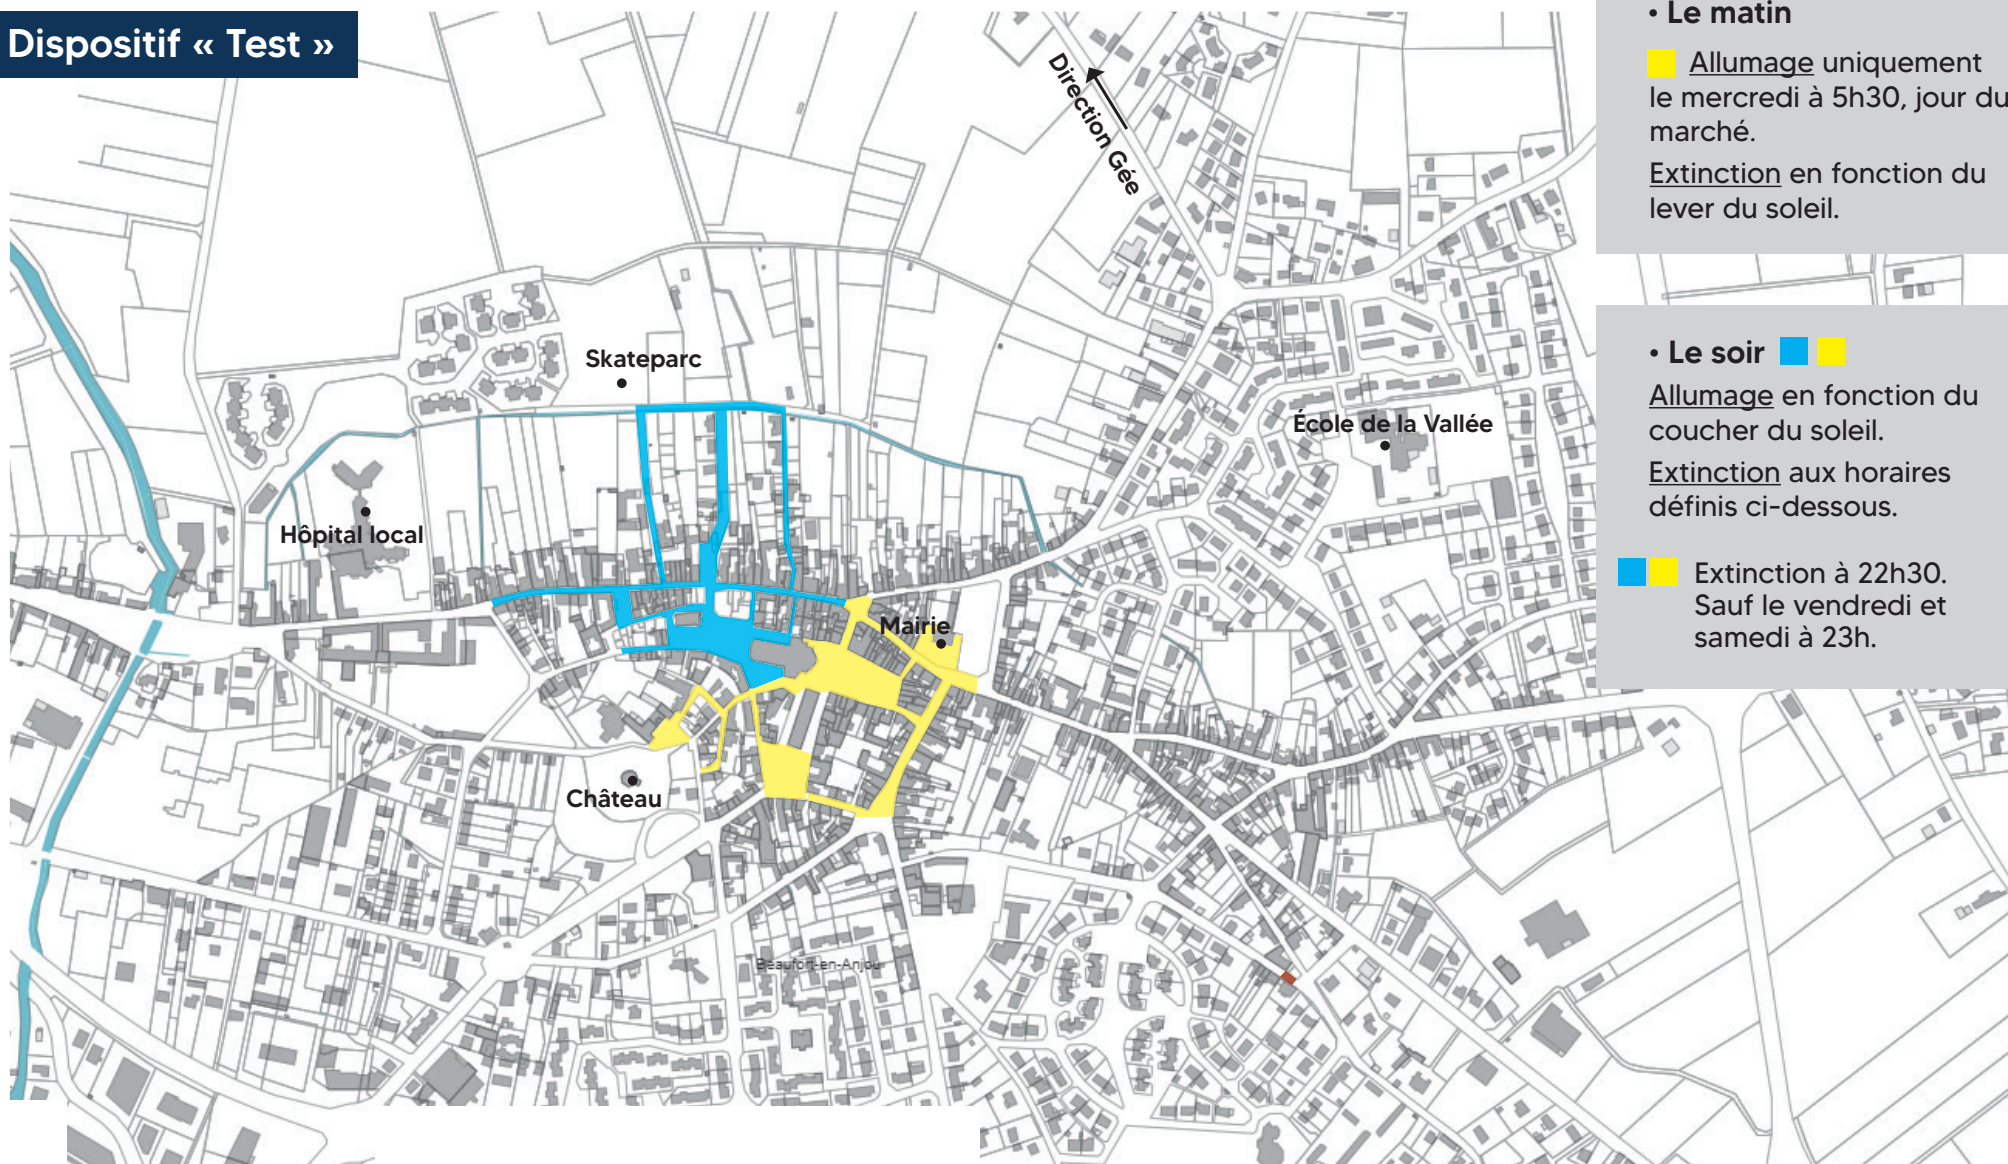 Dispositif « Test »
Direction Gée
Skateparc
École de la Vallée
Hôpital local
Mairie
Château
Beaufort-en-Anjou
• Le matin
Allumage uniquement
le mercredi à 5h30, jour du
marché.
Extinction en fonction du
lever du soleil.
• Le soir
Allumage en fonction du
coucher du soleil.
Extinction aux horaires
définis ci-dessous.
Extinction à 22h30.
Sauf le vendredi et
samedi à 23h.